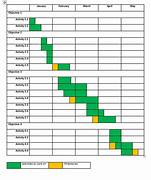 January February March April May
Objective 1
Activity 1.1
Activity 1.2
Objective 2
Activity 2.1
Activity 2.2
Activity 2.3
Activity 2.4
Activity 2.5
Objective 3
Activity 3.1
Activity 3.2
Activity 3.3
Activity 3.4
Activity 3.5
Activity 3.6
Activity 3.7
Objective 4
Activity 4.1
Activity 4.2
Activity 4.3
Activity 4.4